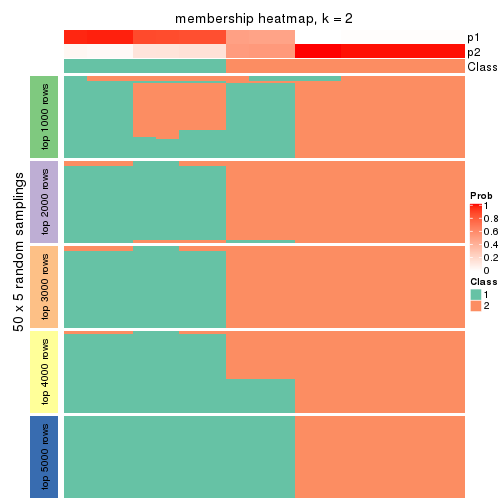 membership heatmap, k = 2
p1
p2
Class
50 x 5 random samplings
top 1000 rows
top 2000 rows
top 3000 rows
top 4000 rows
top 5000 rows
Prob
1
0.8
0.6
0.4
0.2
0
Class
1
2